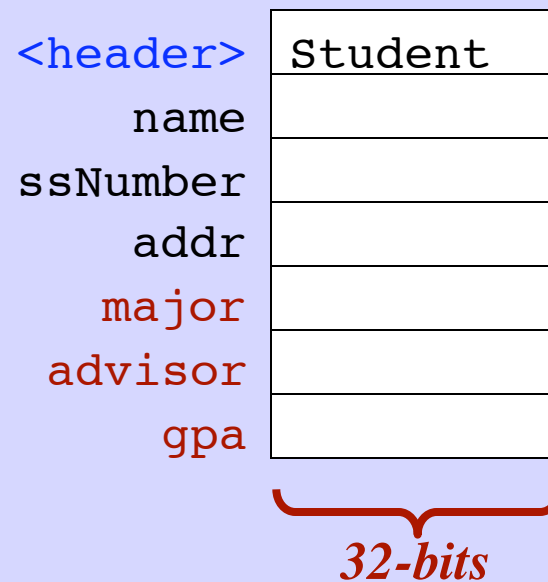 <header> Student
name
ssNumber
addr
major
advisor
gpa
32-bits